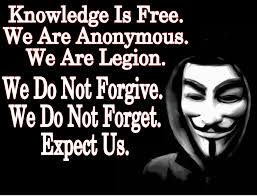 Knowledge Is Free.
We Are Anonymous.
We Are Legion.
We Do Not Forgive.
We Do Not Forget.
Expect Us.